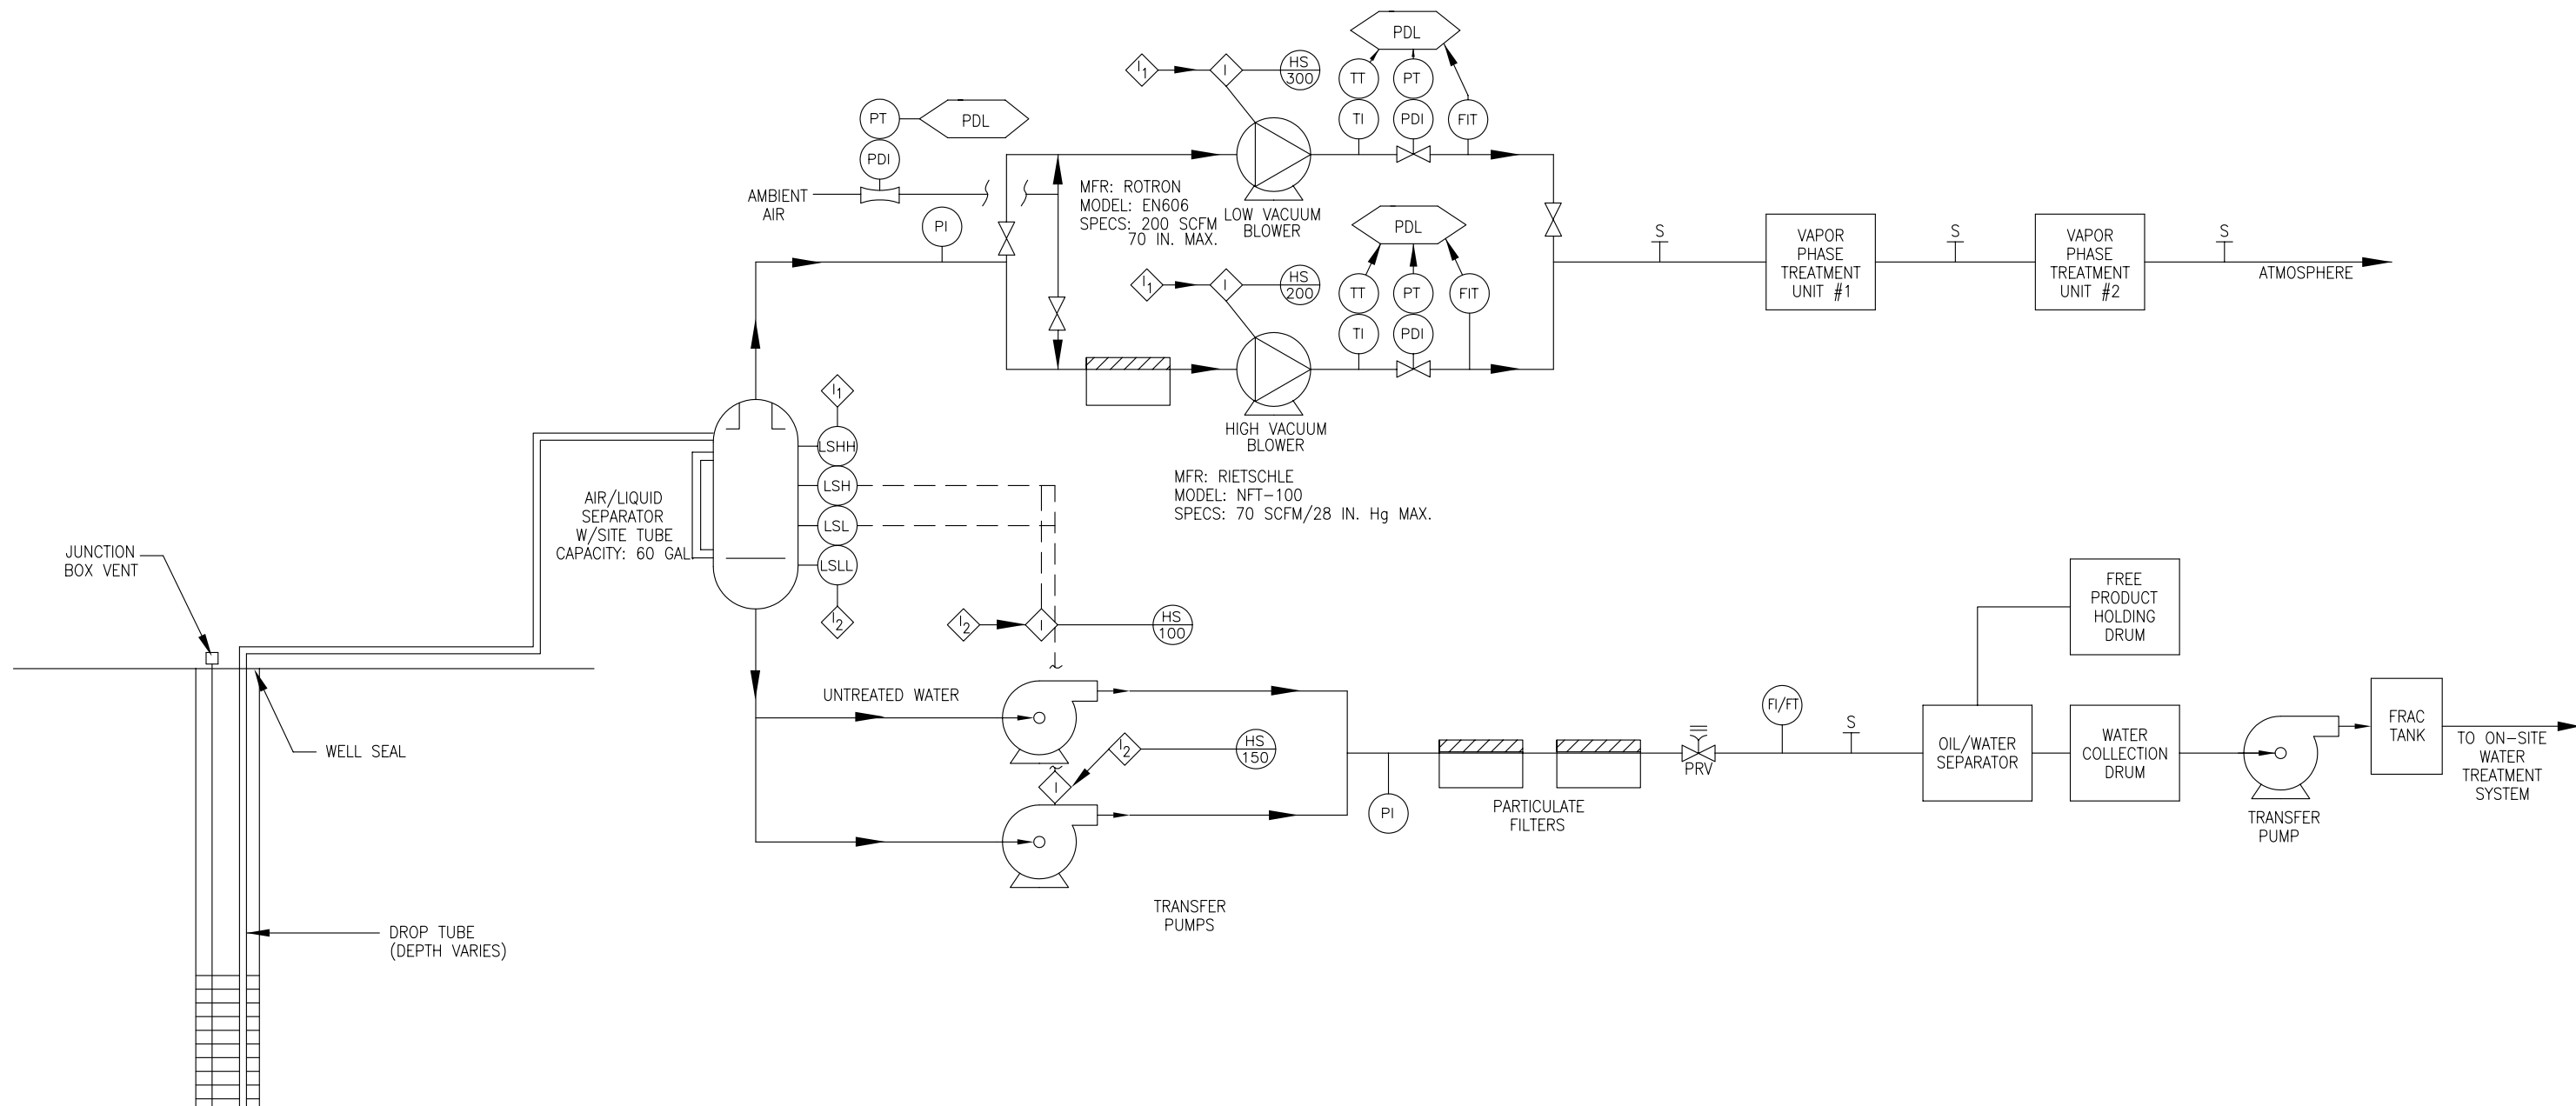 PDL
I1
I
HS
300
TT
PT
TI
PDI
FIT
PT
PDL
PDI
AMBIENT
AIR
PI
MFR: ROTRON
MODEL: EN606
SPECS: 200 SCFM
70 IN. MAX.
LOW VACUUM
BLOWER
PDL
I1
I
HS
200
TT
PT
FIT
TI
PDI
S
VAPOR
PHASE
TREATMENT
UNIT #1
S
VAPOR
PHASE
TREATMENT
UNIT #2
S
ATMOSPHERE
HIGH VACUUM
BLOWER
MFR: RIETSCHLE
MODEL: NFT-100
SPECS: 70 SCFM/28 IN. Hg MAX.
I1
LSHH
LSH
LSL
LSLL
I2
AIR/LIQUID
SEPARATOR
W/SITE TUBE
CAPACITY: 60 GAL.
JUNCTION
BOX VENT
WELL SEAL
DROP TUBE
(DEPTH VARIES)
I2
I
HS
100
UNTREATED WATER
I2
HS
150
I
TRANSFER
PUMPS
PI
PARTICULATE
FILTERS
PRV
FI/FT
S
OIL/WATER
SEPARATOR
FREE
PRODUCT
HOLDING
DRUM
WATER
COLLECTION
DRUM
TRANSFER
PUMP
FRAC
TANK
TO ON-SITE
WATER
TREATMENT
SYSTEM